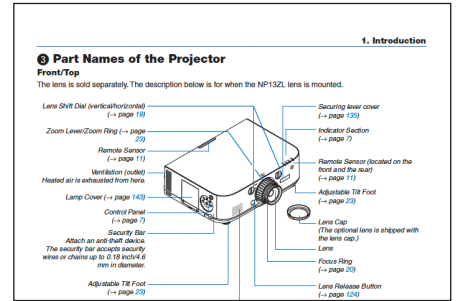 1. Introduction
❸ Part Names of the Projector
Front/Top
The lens is sold separately. The description below is for when the NP13ZL lens is mounted.
Lens Shift Dial (vertical/horizontal)
(→ page 19)
Zoom Lever/Zoom Ring (→ page
23)
Remote Sensor
(→ page 11)
Ventilation (outlet)
Heated air is exhausted from here.
Lamp Cover (→ page 143)
Control Panel
(→ page 7)
Security Bar
Attach an anti-theft device.
The security bar accepts security
wires or chains up to 0.18 inch/4.6
mm in diameter.
Adjustable Tilt Foot
(→ page 23)
Securing lever cover
(→ page 135)
Indicator Section
(→ page 7)
Remote Sensor (located on the
front and the rear)
(→ page 11)
Adjustable Tilt Foot
(→ page 23)
Lens Cap
(The optional lens is shipped with
the lens cap.)
Lens
Focus Ring
(→ page 20)
Lens Release Button
(→ page 124)